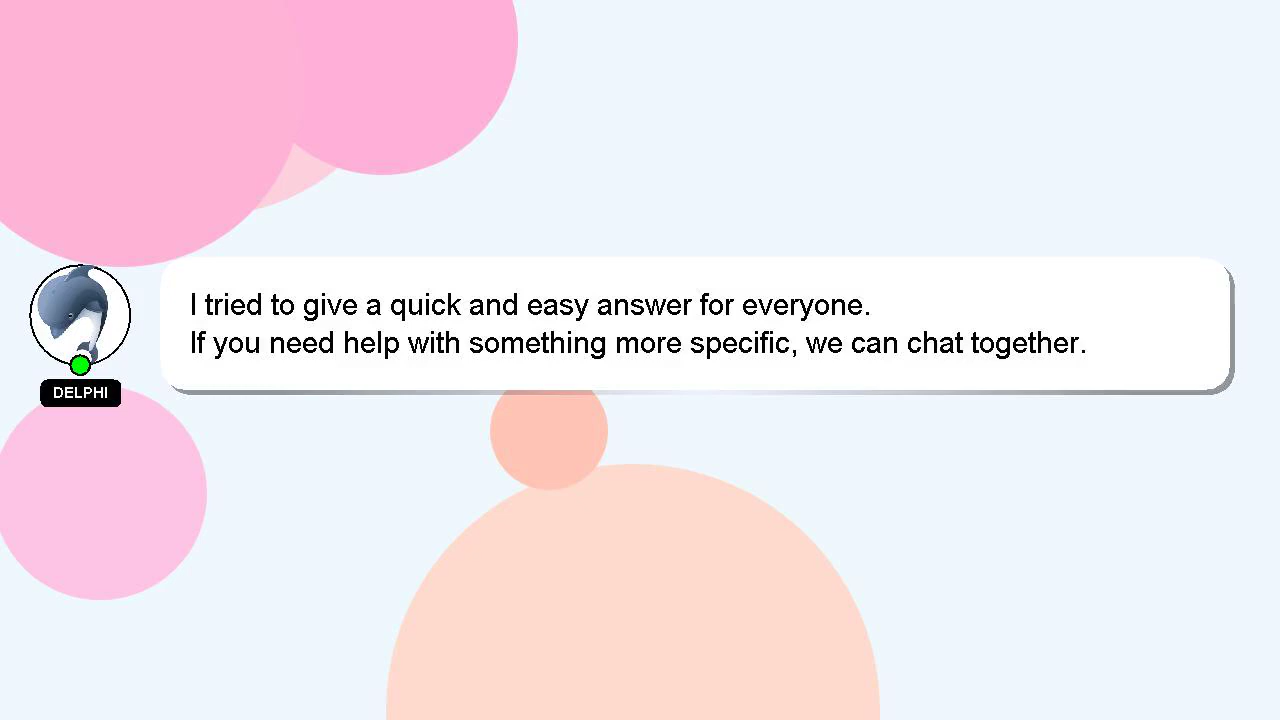 I tried to give a quick and easy answer for everyone.
If you need help with something more specific, we can chat together.
DELPHI